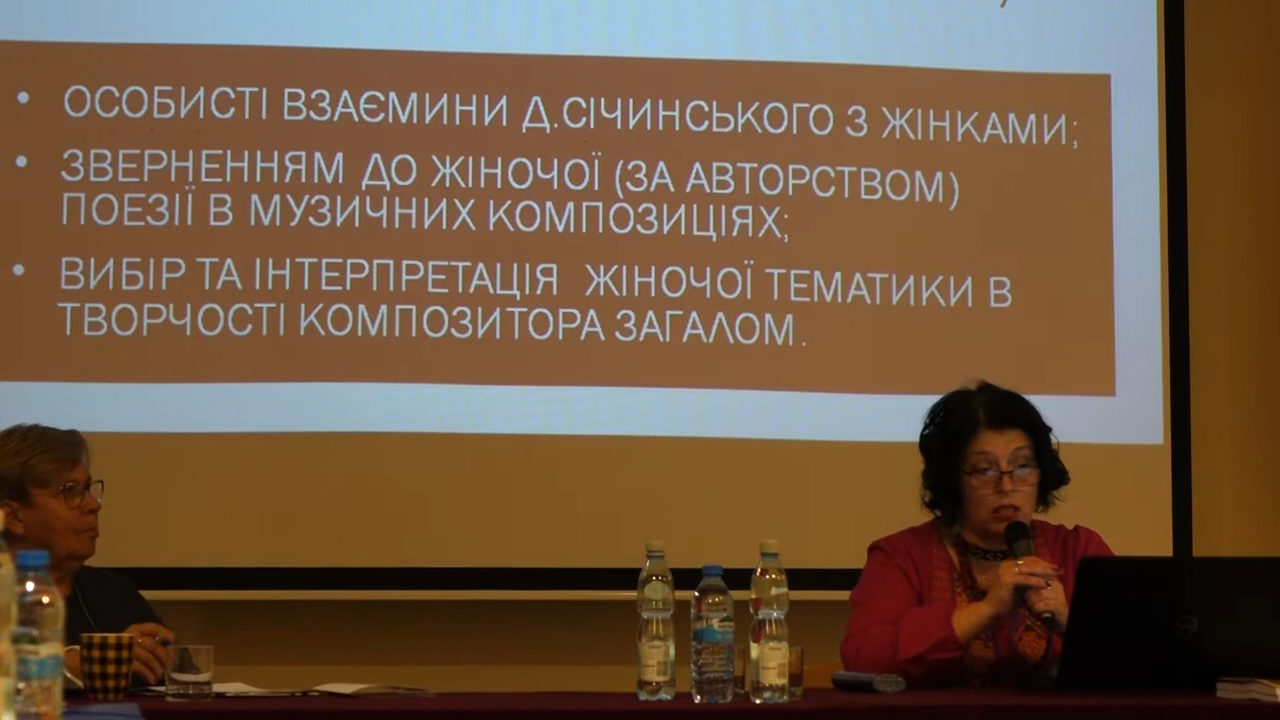 • ОСОБИСТІ ВЗАЄМИНИ Д.СІЧИНСЬКОГО З ЖІНКАМИ;
• ЗВЕРНЕННЯМ ДО ЖІНОЧОЇ (ЗА АВТОРСТВОМ)
ПОЕЗІЇ В МУЗИЧНИХ КОМПОЗИЦІЯХ;
• ВИБІР ТА ІНТЕРПРЕТАЦІЯ ЖІНОЧОЇ ТЕМАТИКИ В
ТВОРЧОСТІ КОМПОЗИТОРА ЗАГАЛОМ.